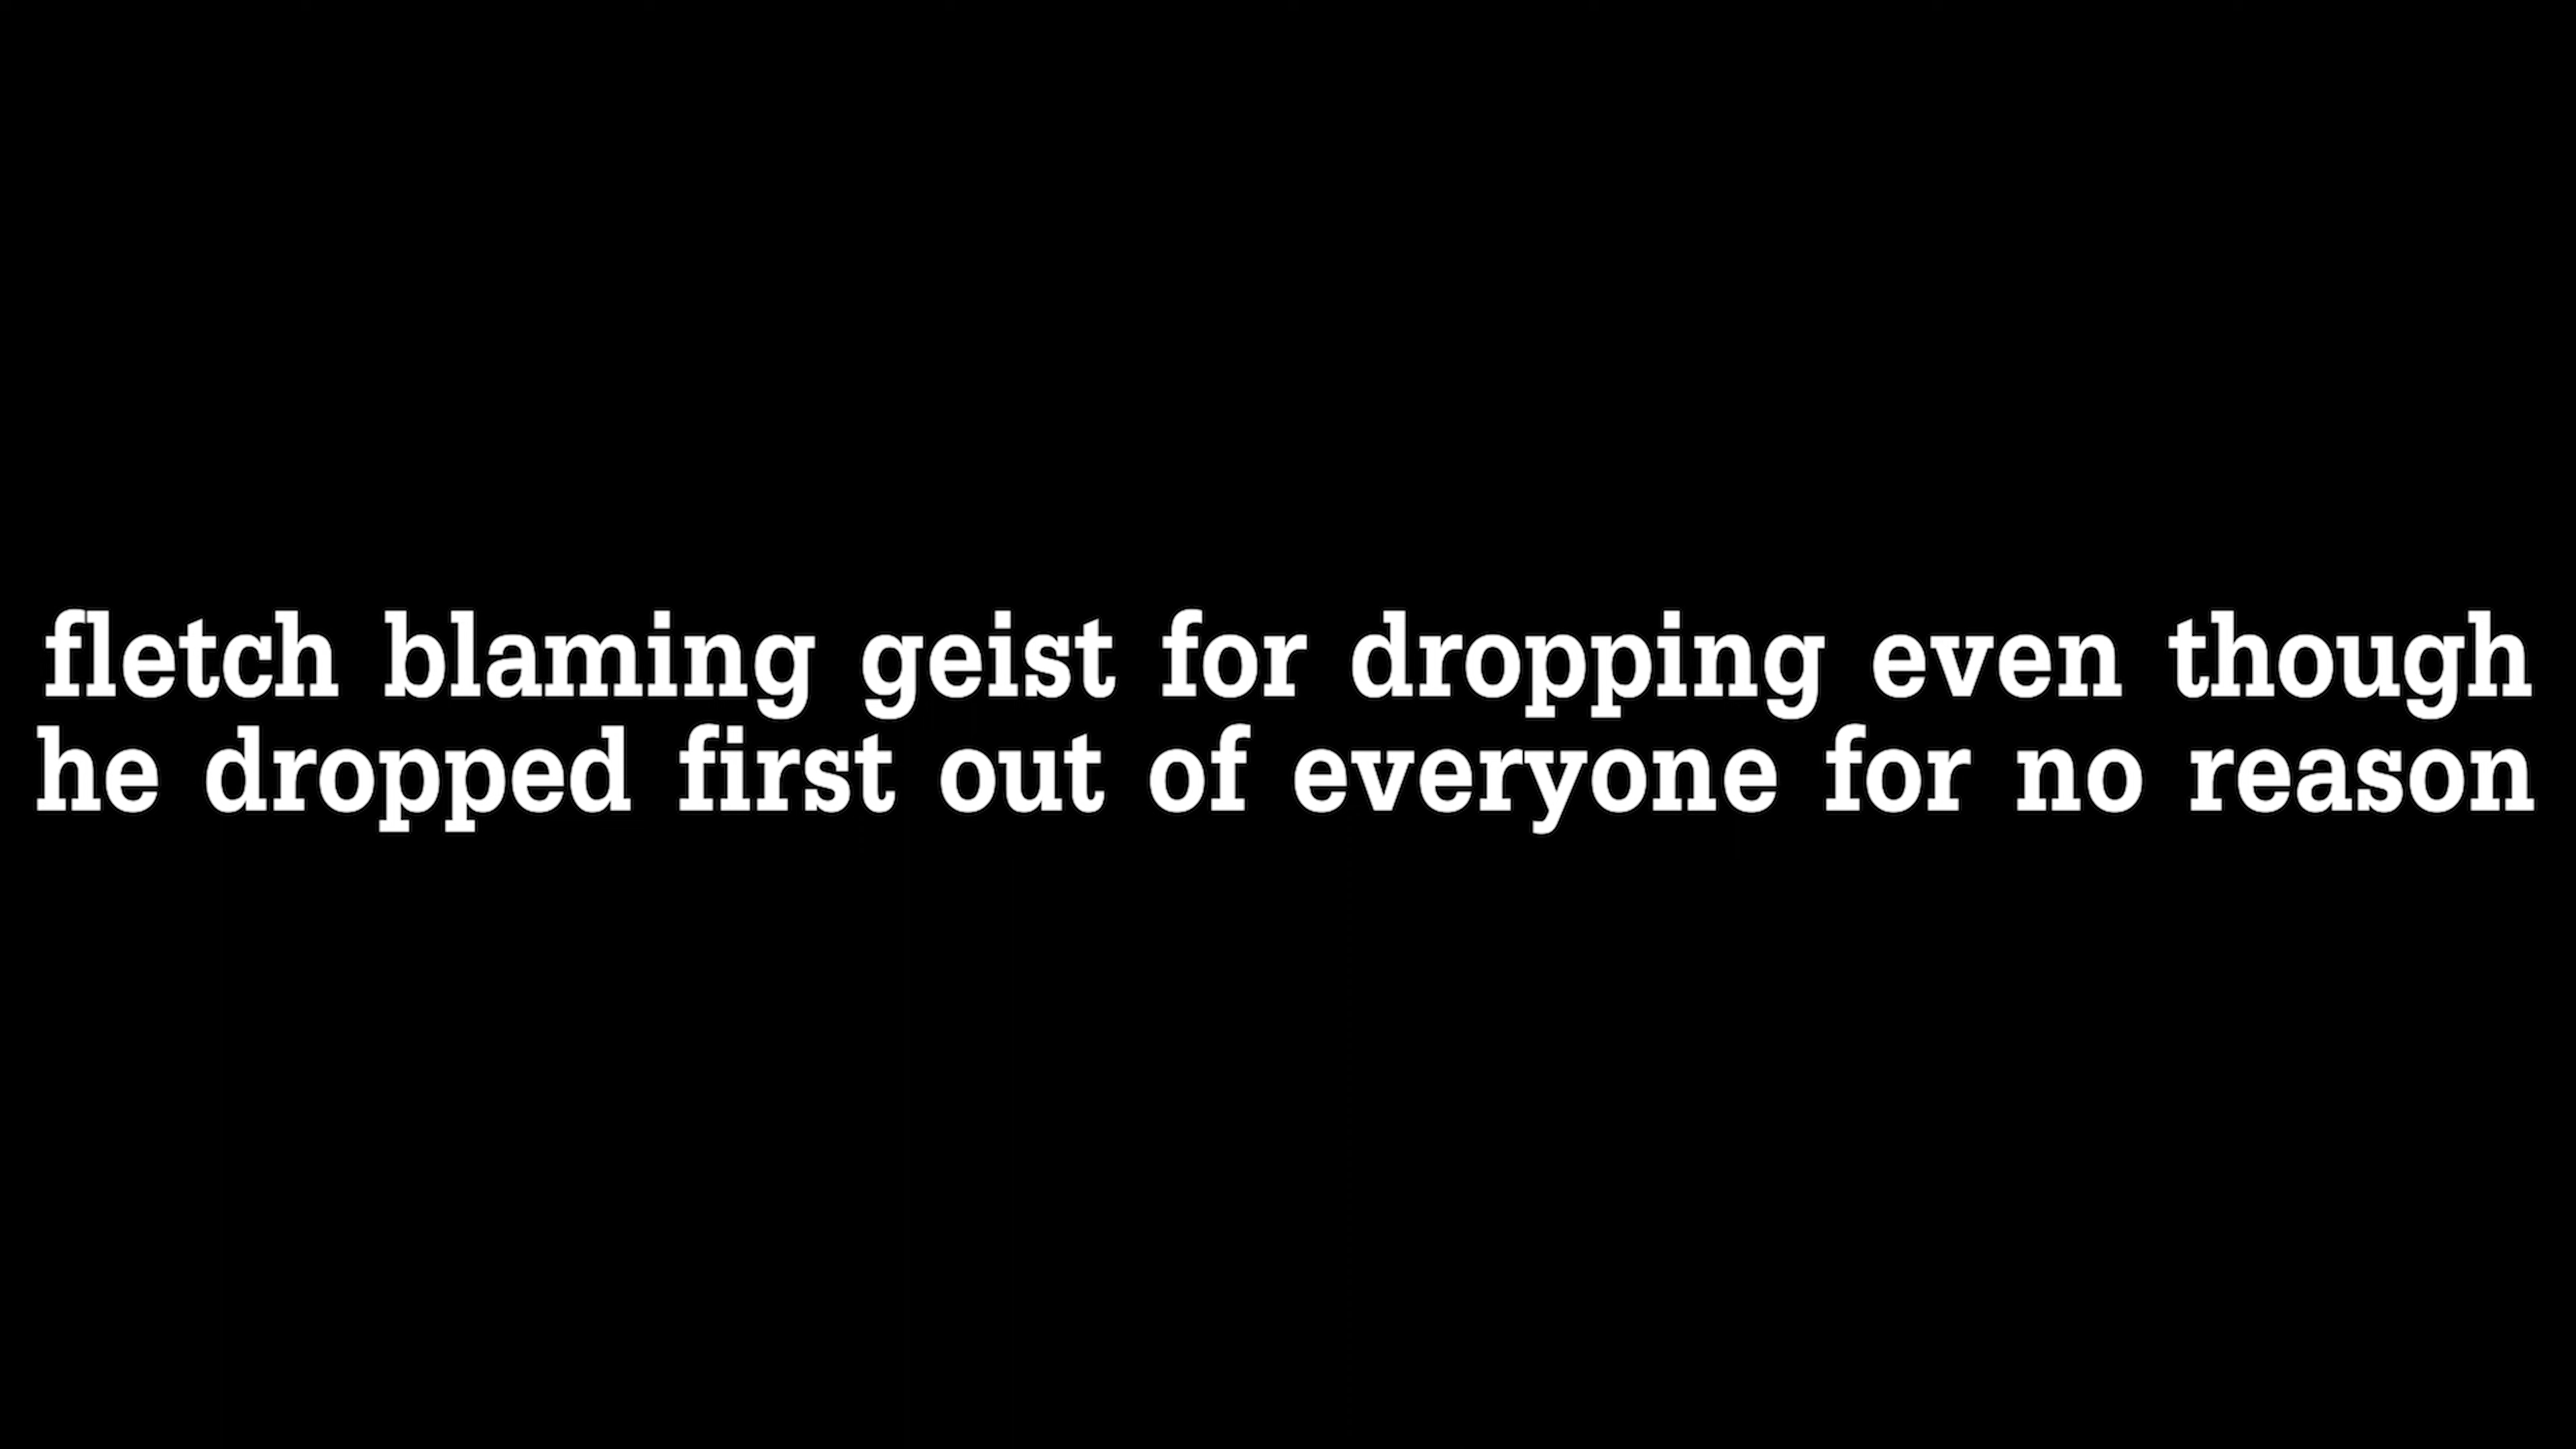 fletch blaming geist for dropping even though
he dropped first out of everyone for no reason